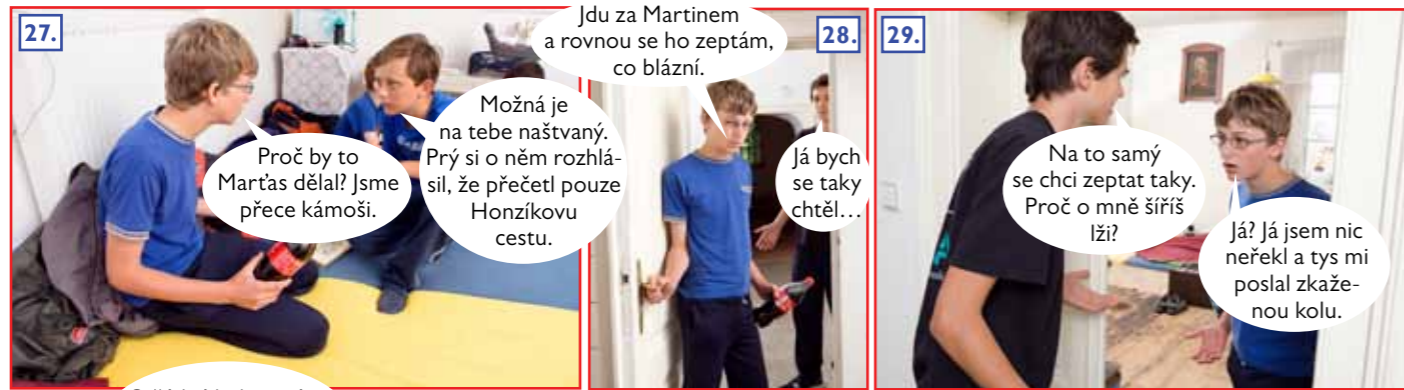 27.
Proč by to
Marťas dělal? Jsme
přece kámoši.
Možná je
na tebe naštvaný.
Prý si o něm rozhlá-
sil, že přečetl pouze
Honzíkovu
cestu.
28.
Jdu za Martinem
a rovnou se ho zeptám,
co blázní.
Já bych
se taky
chtěl…
29.
Na to samý
se chci zeptat taky.
Proč o mně šíříš
lži?
Já? Já jsem nic
neřekl a tys mi
poslal zkaže-
nou kolu.